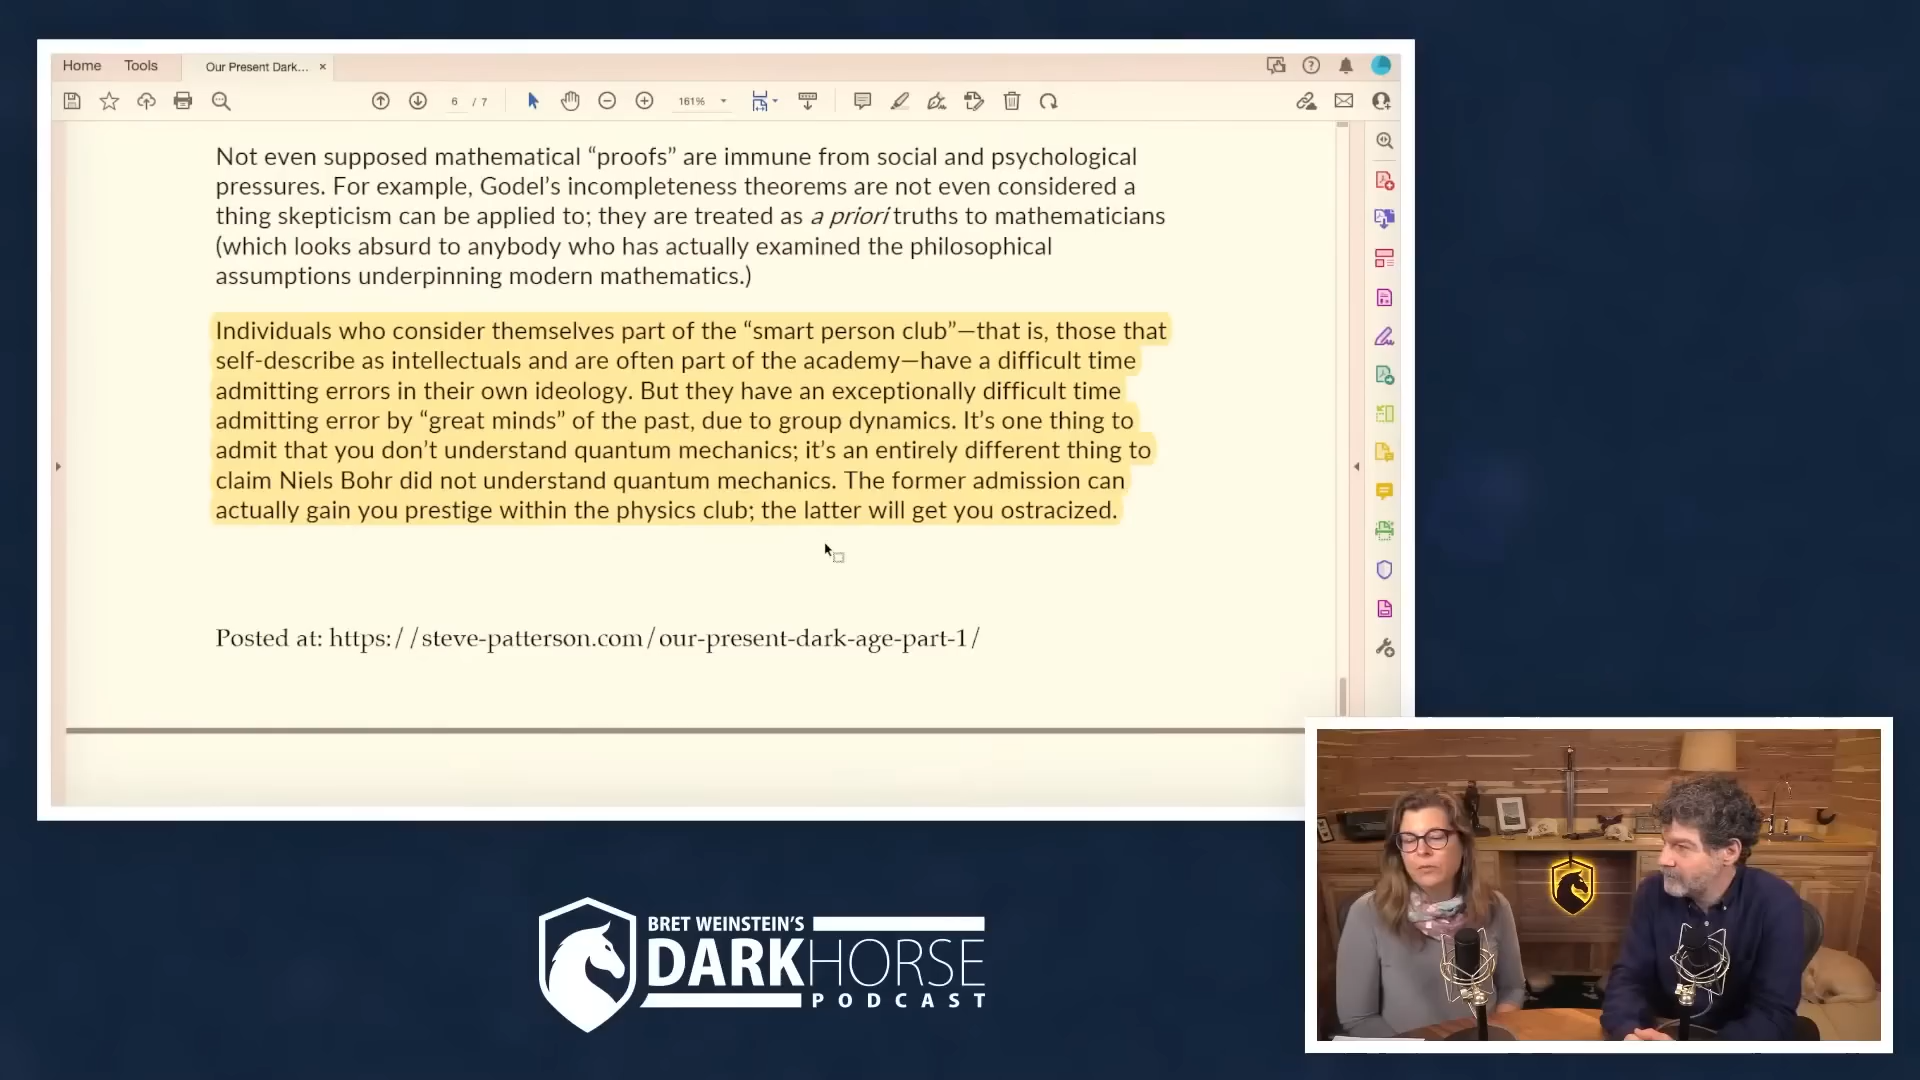 Home Tools Our Present Dark... ×
6 / 7 161%
Not even supposed mathematical “proofs” are immune from social and psychological
pressures. For example, Godel’s incompleteness theorems are not even considered a
thing skepticism can be applied to; they are treated as a priori truths to mathematicians
(which looks absurd to anybody who has actually examined the philosophical
assumptions underpinning modern mathematics.)
Individuals who consider themselves part of the “smart person club”—that is, those that
self-describe as intellectuals and are often part of the academy—have a difficult time
admitting errors in their own ideology. But they have an exceptionally difficult time
admitting error by “great minds” of the past, due to group dynamics. It’s one thing to
admit that you don’t understand quantum mechanics; it’s an entirely different thing to
claim Niels Bohr did not understand quantum mechanics. The former admission can
actually gain you prestige within the physics club; the latter will get you ostracized.
Posted at: https://steve-patterson.com/our-present-dark-age-part-1/
BRET WEINSTEIN’S
DARKHORSE
PODCAST